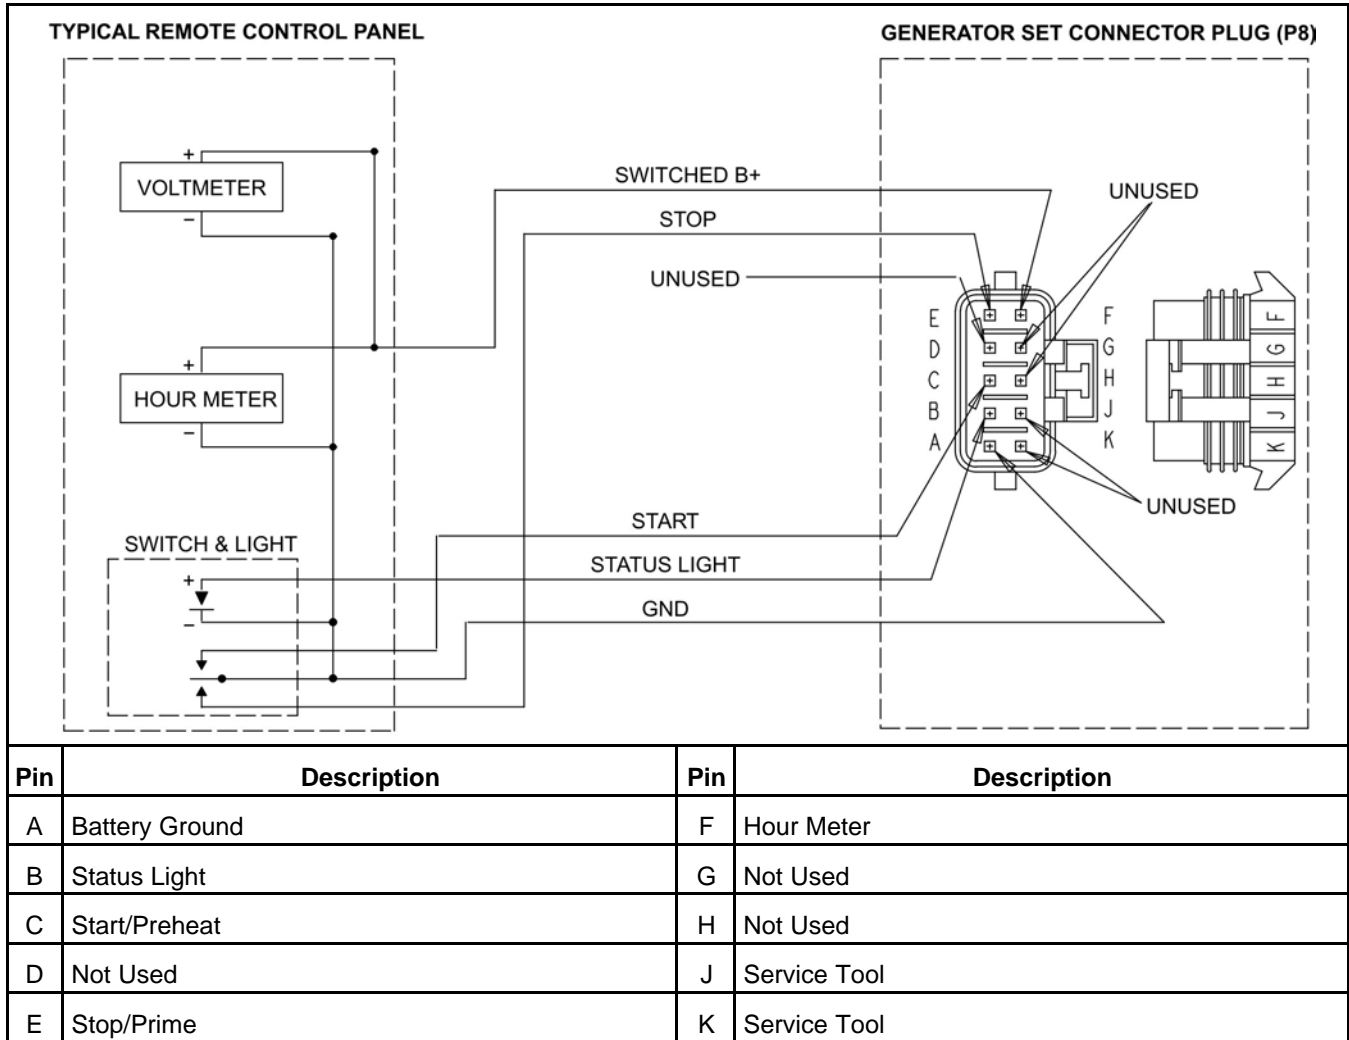 TYPICAL REMOTE CONTROL PANEL
GENERATOR SET CONNECTOR PLUG (P8)
+
VOLTMETER
−
SWITCHED B+
STOP
UNUSED
UNUSED
+
HOUR METER
−
E
D
C
B
A
F
G
H
J
K
F
G
H
J
K
UNUSED
START
SWITCH & LIGHT
STATUS LIGHT
+
−
GND
Pin Description Pin Description
A Battery Ground F Hour Meter
B Status Light G Not Used
C Start/Preheat H Not Used
D Not Used J Service Tool
E Stop/Prime K Service Tool